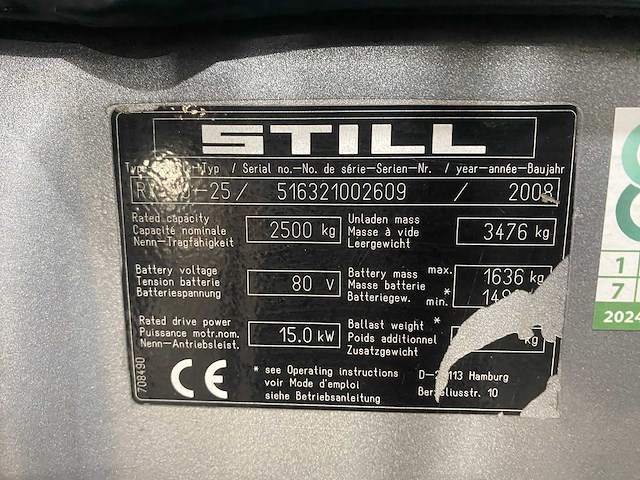 STILL
/ Serial no.-No. de série-Serien-Nr. / year-année-Baujahr
516321002609 / 2008
Rated capacity
Capacité nominale
Nenn-Tragfähigkeit
2500 kg
Unladen mass
Masse à vide
Leergewicht
3476 kg
Battery voltage
Tension batterie
Batteriespannung
80 V
Battery mass max.
Masse batterie
Batteriegew. * min.
1636 kg
Rated drive power
Puissance motr.nom.
Nenn-Antriebsleist.
15.0 kW
Ballast weight *
Poids additionnel
Zusatzgewicht
kg
708490
CE
* see Operating instructions
voir Mode d'emploi
siehe Betriebsanleitung
Hamburg
10
1
7
2024